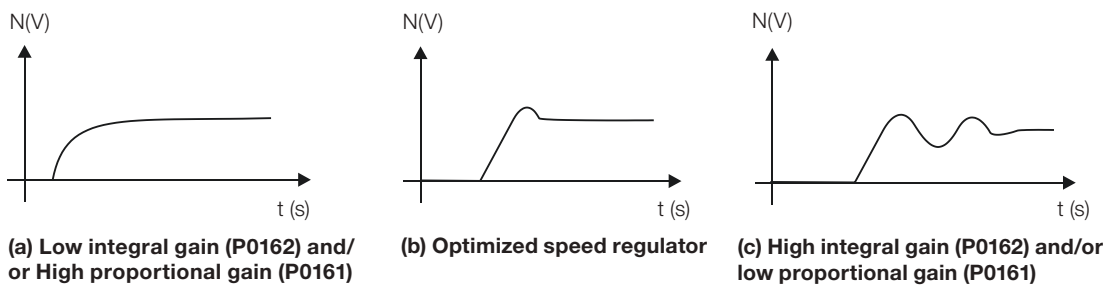 N(V)
t (s)
(a) Low integral gain (P0162) and/
or High proportional gain (P0161)
N(V)
t (s)
(b) Optimized speed regulator
N(V)
t (s)
(c) High integral gain (P0162) and/or
low proportional gain (P0161)